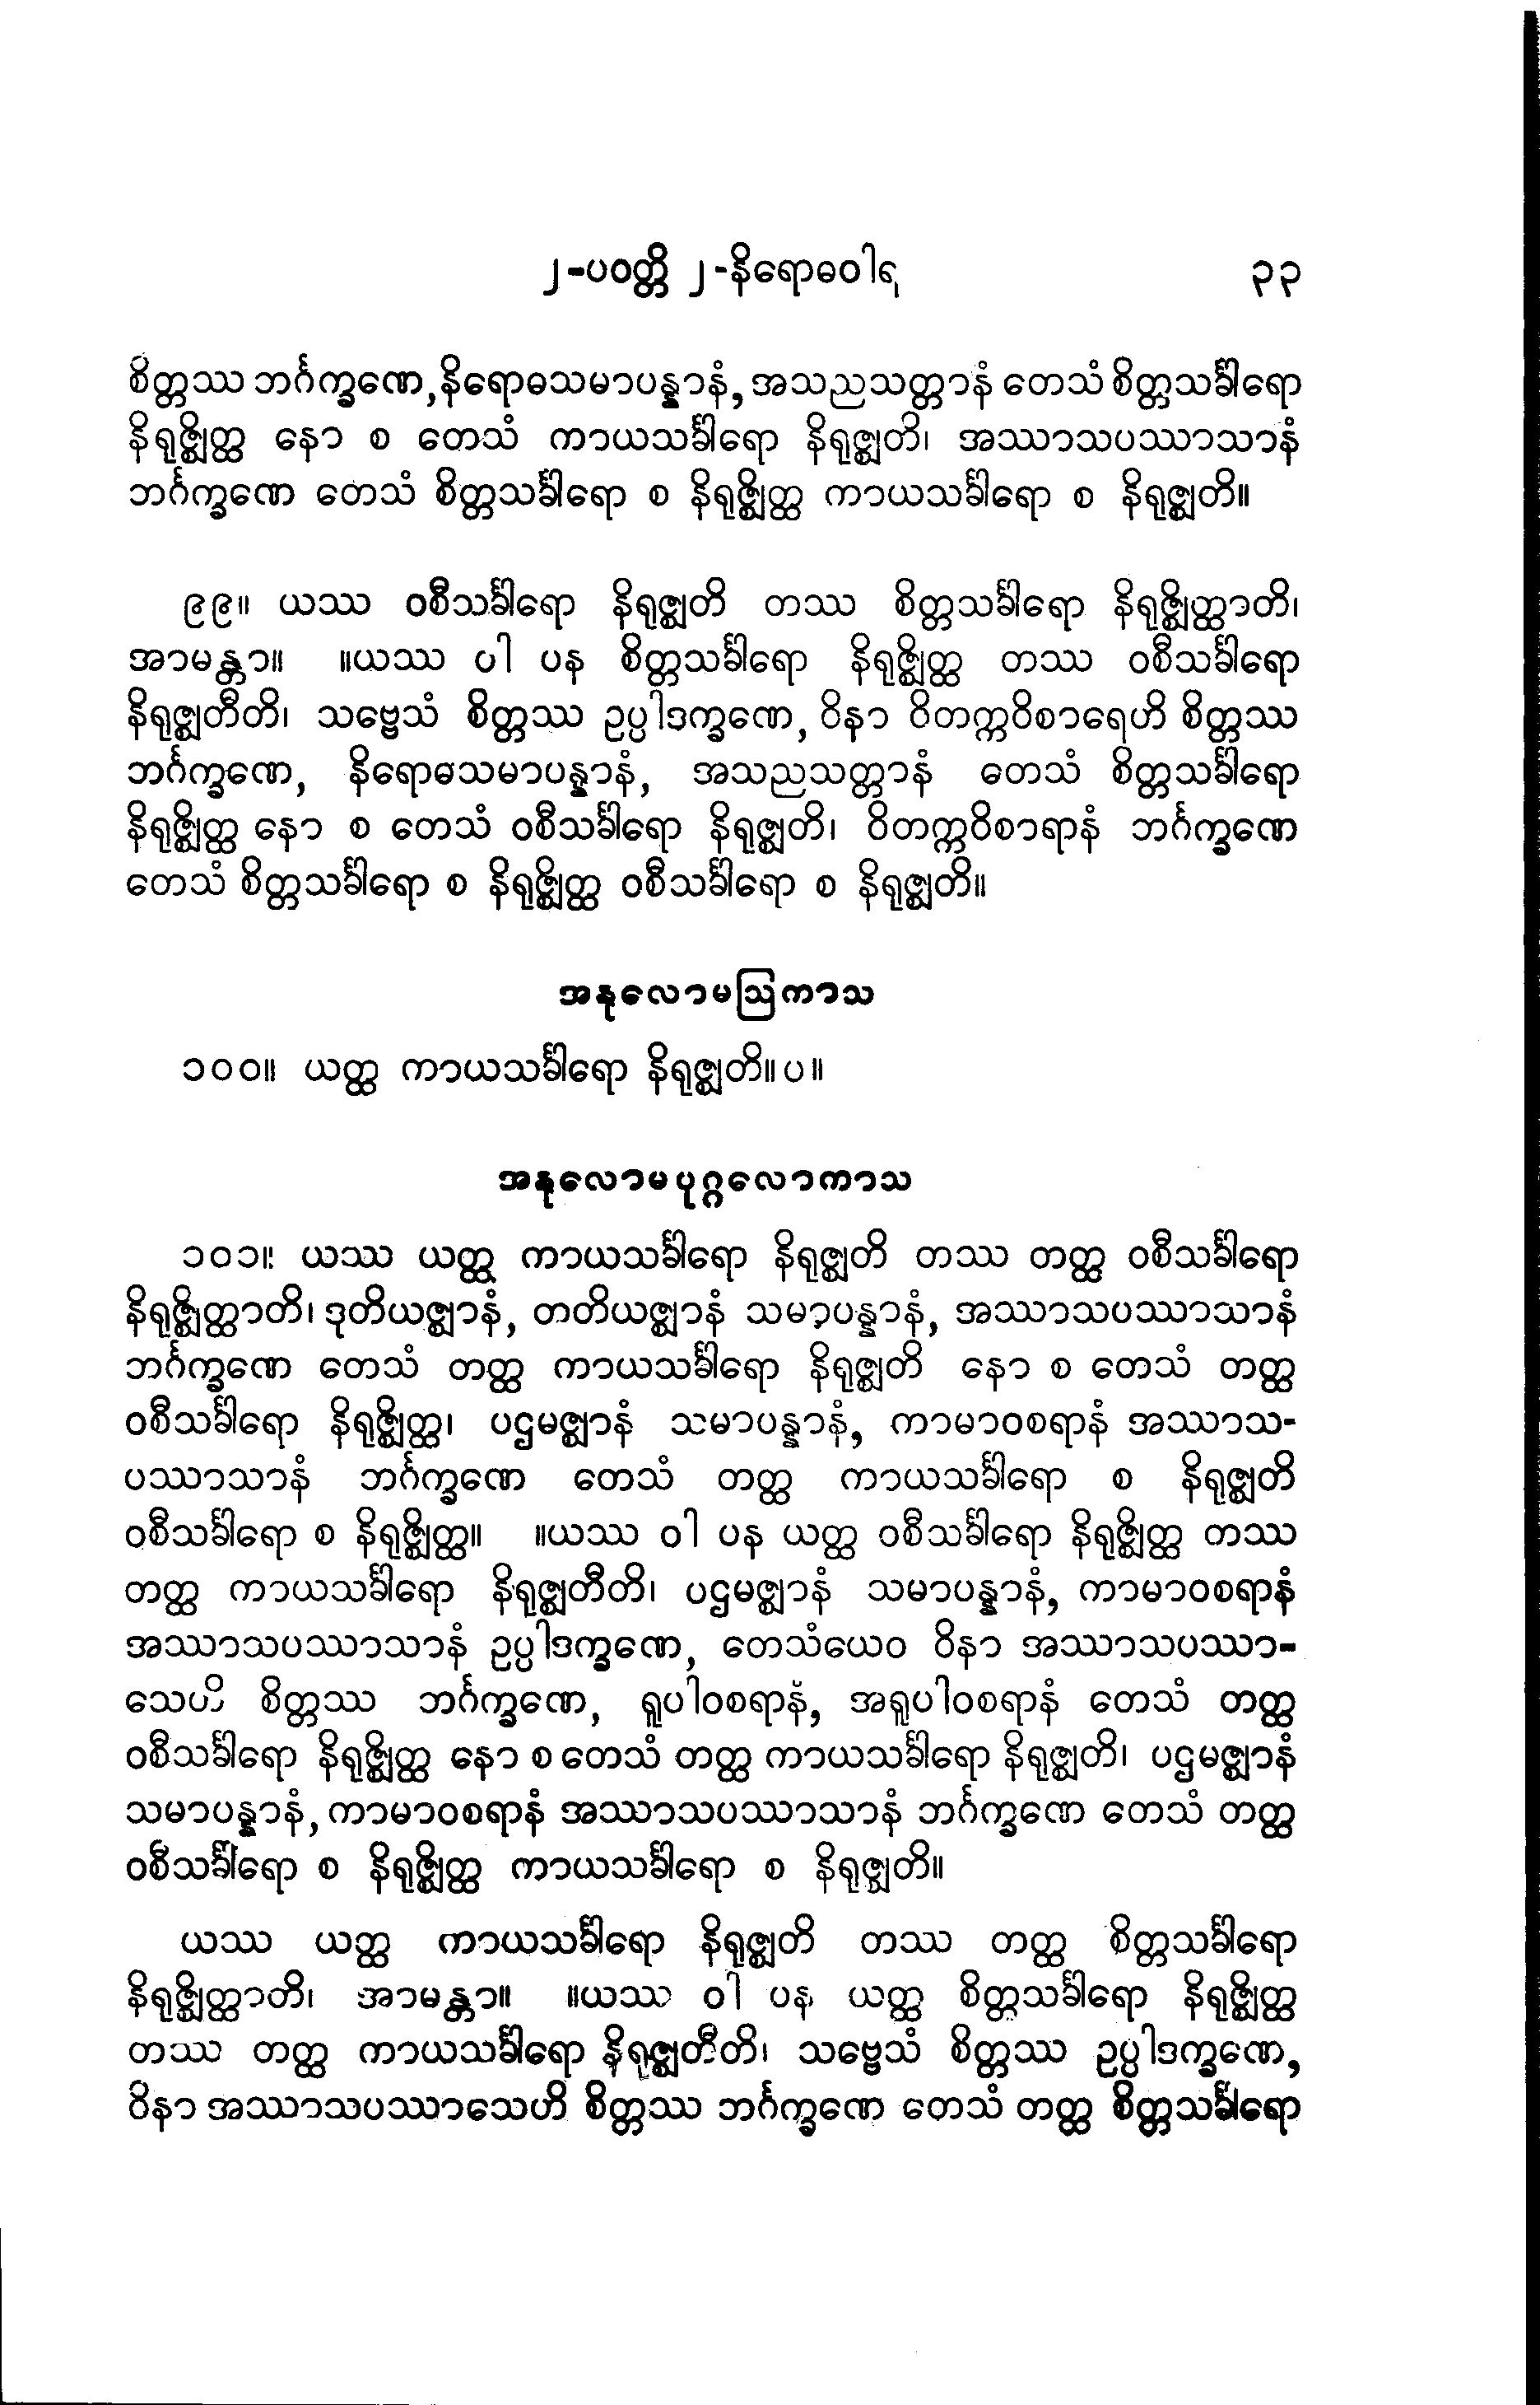 ၂-ပဝတ္တိ ၂-နိရောဓဝါရ ၃၃
စိတ္တဿ ဘင်္ဂက္ခဏေ, နိရောဓသမာပန္နာနံ, အသညသတ္တာနံ တေသံ စိတ္တသင်္ခါရော
နိရုဇ္ဈိတ္ထ နော စ တေသံ ကာယသင်္ခါရော နိရုဇ္ဈတိ၊ အဿာသပဿာသာနံ
ဘင်္ဂက္ခဏေ တေသံ စိတ္တသင်္ခါရော စ နိရုဇ္ဈိတ္ထ ကာယသင်္ခါရော စ နိရုဇ္ဈတိ။
၉၉။ ယဿ ဝစီသင်္ခါရော နိရုဇ္ဈတိ တဿ စိတ္တသင်္ခါရော နိရုဇ္ဈိတ္ထာတိ၊
အာမန္တာ။ ။ယဿ ဝါ ပန စိတ္တသင်္ခါရော နိရုဇ္ဈိတ္ထ တဿ ဝစီသင်္ခါရော
နိရုဇ္ဈတီတိ၊ သဗ္ဗေသံ စိတ္တဿ ဥပ္ပါဒက္ခဏေ, ဝိနာ ဝိတက္ကဝိစာရေဟိ စိတ္တဿ
ဘင်္ဂက္ခဏေ, နိရောဓသမာပန္နာနံ, အသညသတ္တာနံ တေသံ စိတ္တသင်္ခါရော
နိရုဇ္ဈိတ္ထ နော စ တေသံ ဝစီသင်္ခါရော နိရုဇ္ဈတိ၊ ဝိတက္ကဝိစာရာနံ ဘင်္ဂက္ခဏေ
တေသံ စိတ္တသင်္ခါရော စ နိရုဇ္ဈိတ္ထ ဝစီသင်္ခါရော စ နိရုဇ္ဈတိ။
အနုလောမဩကာသ
၁၀၀။ ယတ္ထ ကာယသင်္ခါရော နိရုဇ္ဈတိ။ ပ ။
အနုလောမပုဂ္ဂလောကာသ
၁၀၁။ ယဿ ယတ္ထ ကာယသင်္ခါရော နိရုဇ္ဈတိ တဿ တတ္ထ ဝစီသင်္ခါရော
နိရုဇ္ဈိတ္ထာတိ၊ ဒုတိယဇ္ဈာနံ, တတိယဇ္ဈာနံ သမာပန္နာနံ, အဿာသပဿာသာနံ
ဘင်္ဂက္ခဏေ တေသံ တတ္ထ ကာယသင်္ခါရော နိရုဇ္ဈတိ နော စ တေသံ တတ္ထ
ဝစီသင်္ခါရော နိရုဇ္ဈိတ္ထ၊ ပဌမဇ္ဈာနံ သမာပန္နာနံ, ကာမာဝစရာနံ အဿာသ-
ပဿာသာနံ ဘင်္ဂက္ခဏေ တေသံ တတ္ထ ကာယသင်္ခါရော စ နိရုဇ္ဈတိ
ဝစီသင်္ခါရော စ နိရုဇ္ဈိတ္ထ။ ။ယဿ ဝါ ပန ယတ္ထ ဝစီသင်္ခါရော နိရုဇ္ဈိတ္ထ တဿ
တတ္ထ ကာယသင်္ခါရော နိရုဇ္ဈတီတိ၊ ပဌမဇ္ဈာနံ သမာပန္နာနံ, ကာမာဝစရာနံ
အဿာသပဿာသာနံ ဥပ္ပါဒက္ခဏေ, တေသံယေဝ ဝိနာ အဿာသပဿာ-
သေဟိ စိတ္တဿ ဘင်္ဂက္ခဏေ, ရူပါဝစရာနံ, အရူပါဝစရာနံ တေသံ တတ္ထ
ဝစီသင်္ခါရော နိရုဇ္ဈိတ္ထ နော စ တေသံ တတ္ထ ကာယသင်္ခါရော နိရုဇ္ဈတိ၊ ပဌမဇ္ဈာနံ
သမာပန္နာနံ, ကာမာဝစရာနံ အဿာသပဿာသာနံ ဘင်္ဂက္ခဏေ တေသံ တတ္ထ
ဝစီသင်္ခါရော စ နိရုဇ္ဈိတ္ထ ကာယသင်္ခါရော စ နိရုဇ္ဈတိ။
ယဿ ယတ္ထ ကာယသင်္ခါရော နိရုဇ္ဈတိ တဿ တတ္ထ စိတ္တသင်္ခါရော
နိရုဇ္ဈိတ္ထာတိ၊ အာမန္တာ။ ။ယဿ ဝါ ပန ယတ္ထ စိတ္တသင်္ခါရော နိရုဇ္ဈိတ္ထ
တဿ တတ္ထ ကာယသင်္ခါရော နိရုဇ္ဈတီတိ၊ သဗ္ဗေသံ စိတ္တဿ ဥပ္ပါဒက္ခဏေ,
ဝိနာ အဿာသပဿာသေဟိ စိတ္တဿ ဘင်္ဂက္ခဏေ တေသံ တတ္ထ စိတ္တသင်္ခါရော